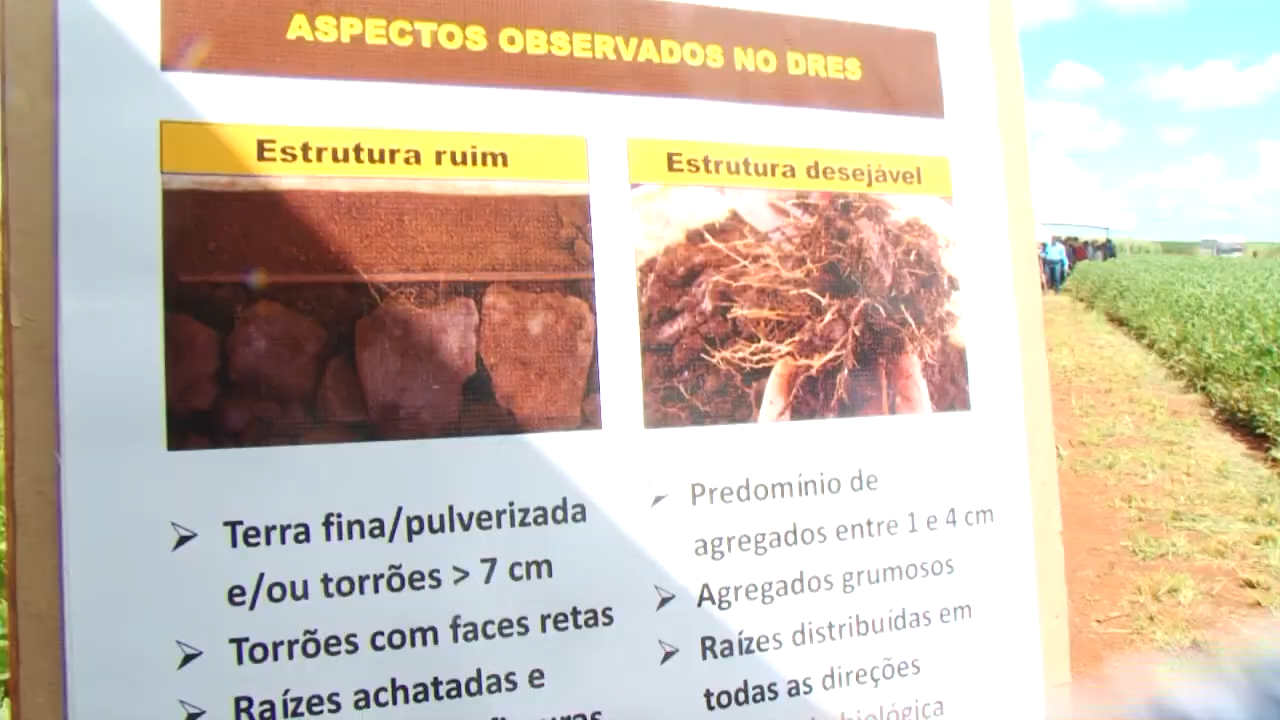 ASPECTOS OBSERVADOS NO DRES
Estrutura ruim
Terra fina/pulverizada
e/ou torrões > 7 cm
Torrões com faces retas
Raízes achatadas e
Estrutura desejável
Predomínio de
agregados entre 1 e 4 cm
Agregados grumosos
Raízes distribuídas em
todas as direções
biológica